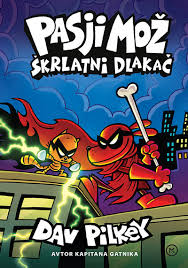 PASJI MOŽ
ŠKRLATNI DLAKAČ
DAV PILKEY
AVTOR KAPITANA GATNIKA
M